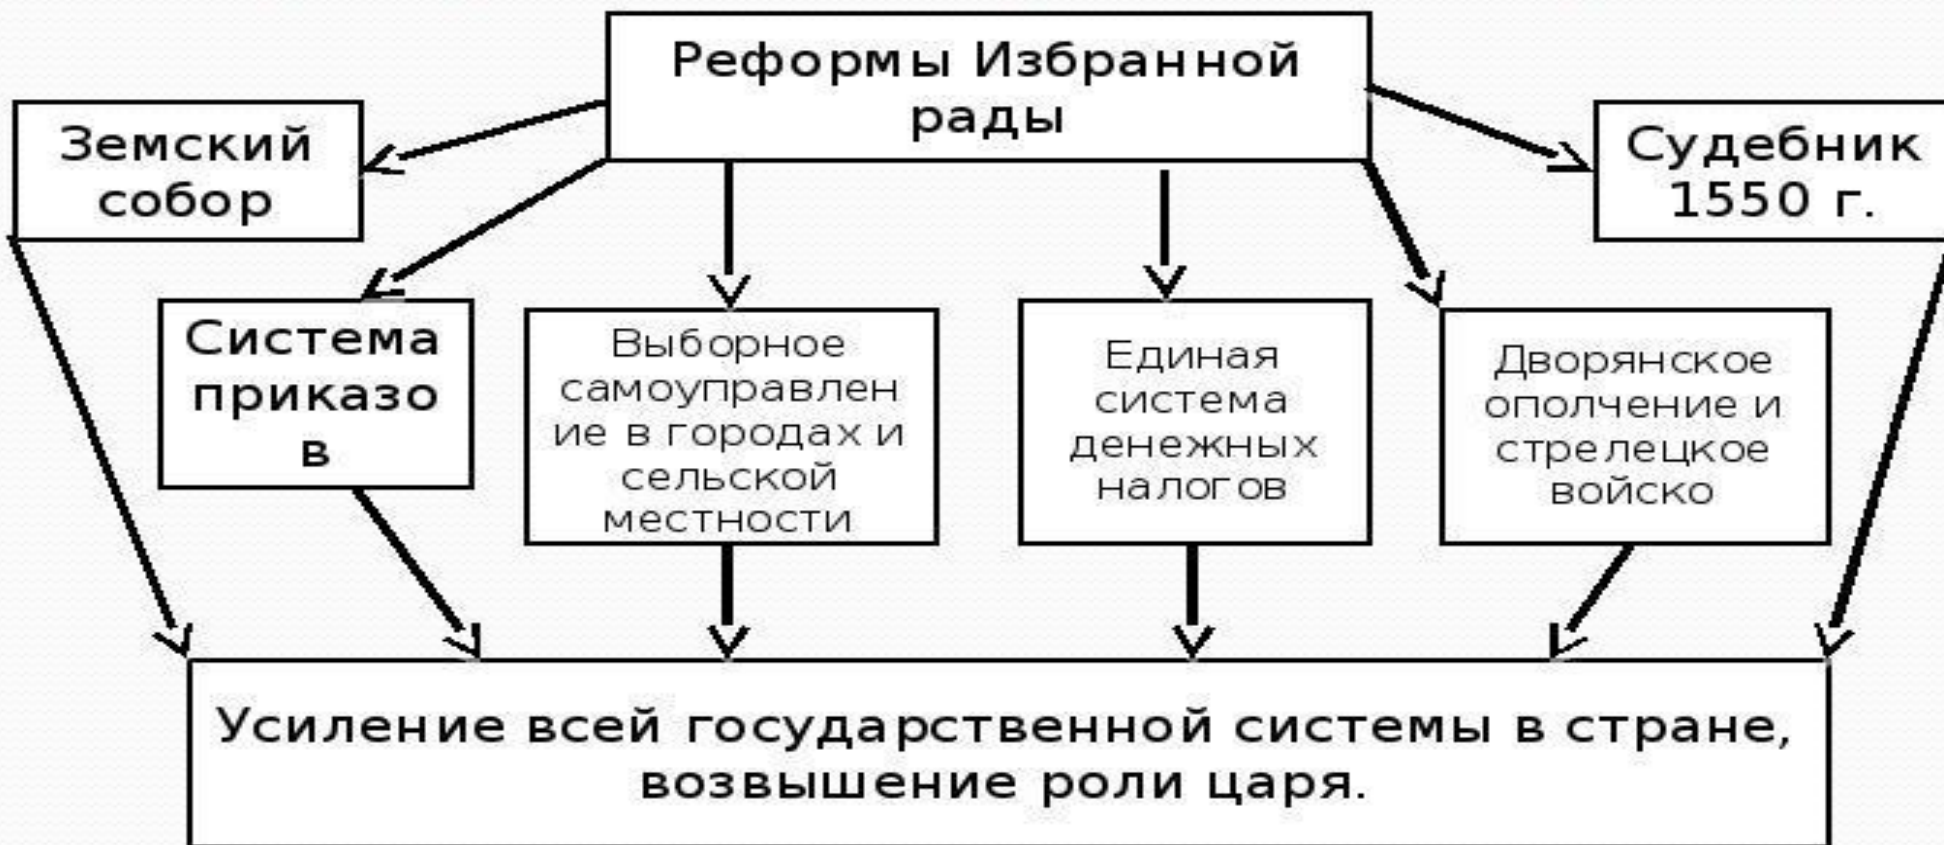 Реформы Избранной
рады
Земский
собор
Судебник
1550 г.
Система
приказо
в
Выборное
самоуправлен
ие в городах и
сельской
местности
Единая
система
денежных
налогов
Дворянское
ополчение и
стрелецкое
войско
Усиление всей государственной системы в стране,
возвышение роли царя.